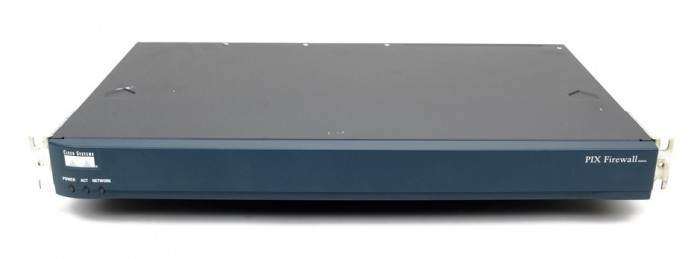 CISCO SYSTEMS
PIX Firewall
POWER ACT NETWORK